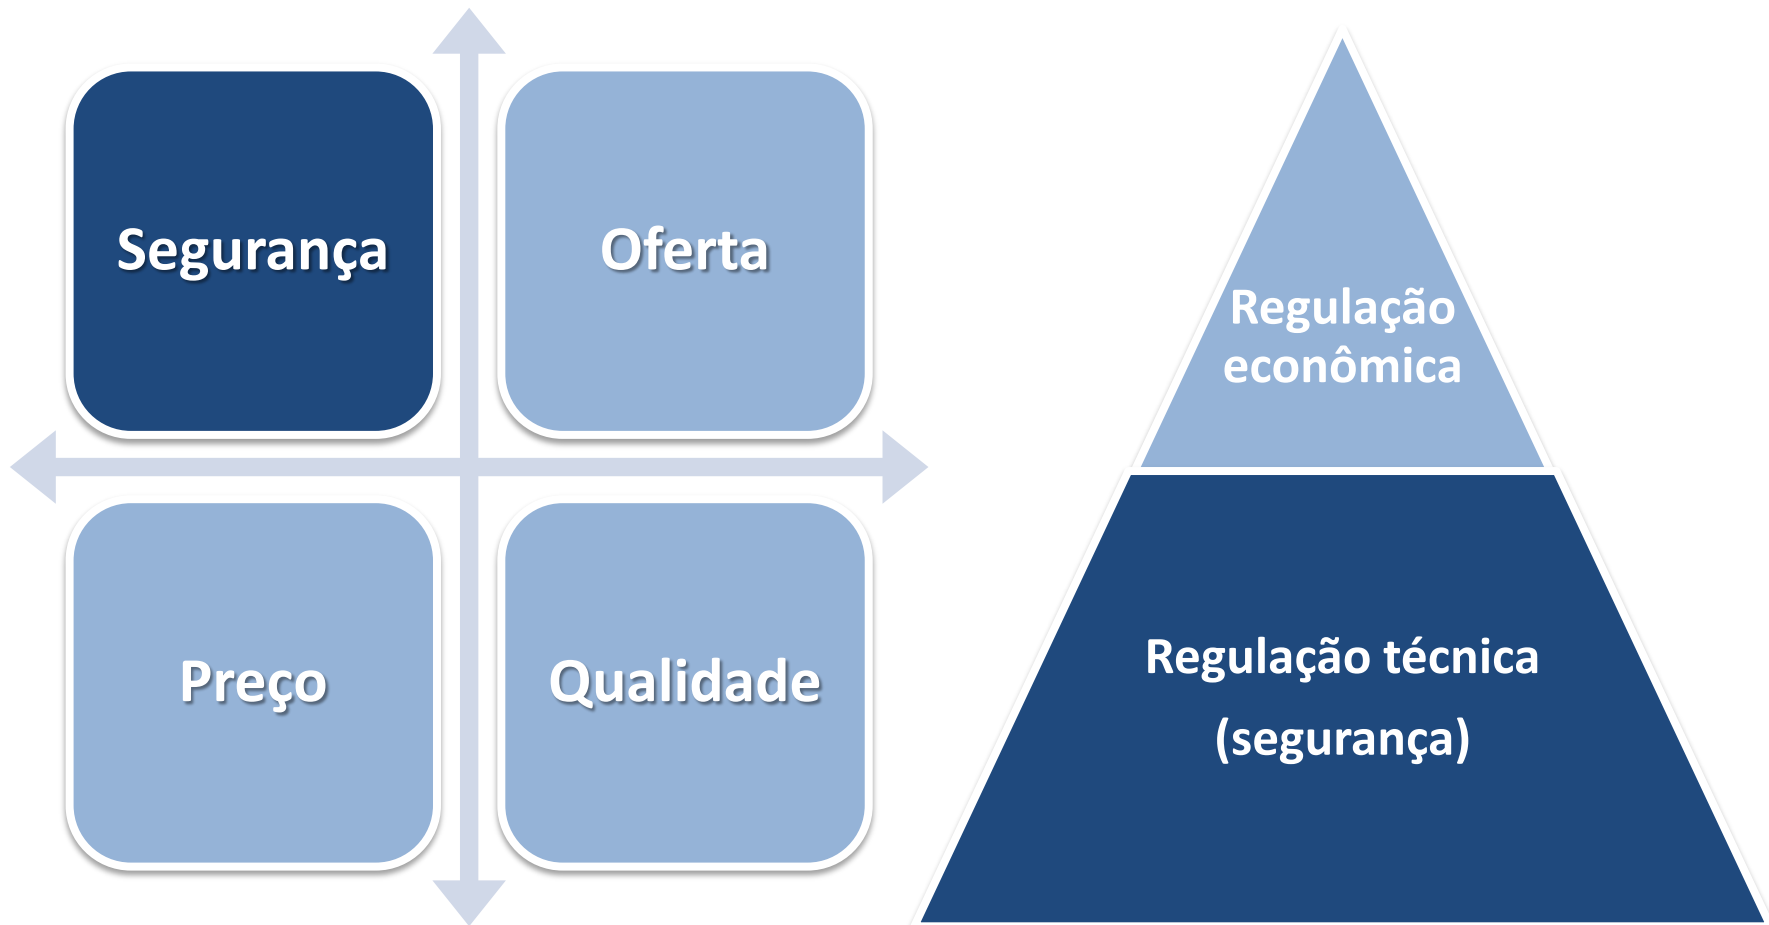 Segurança
Oferta
Preço
Qualidade
Regulação
econômica
Regulação técnica
(segurança)